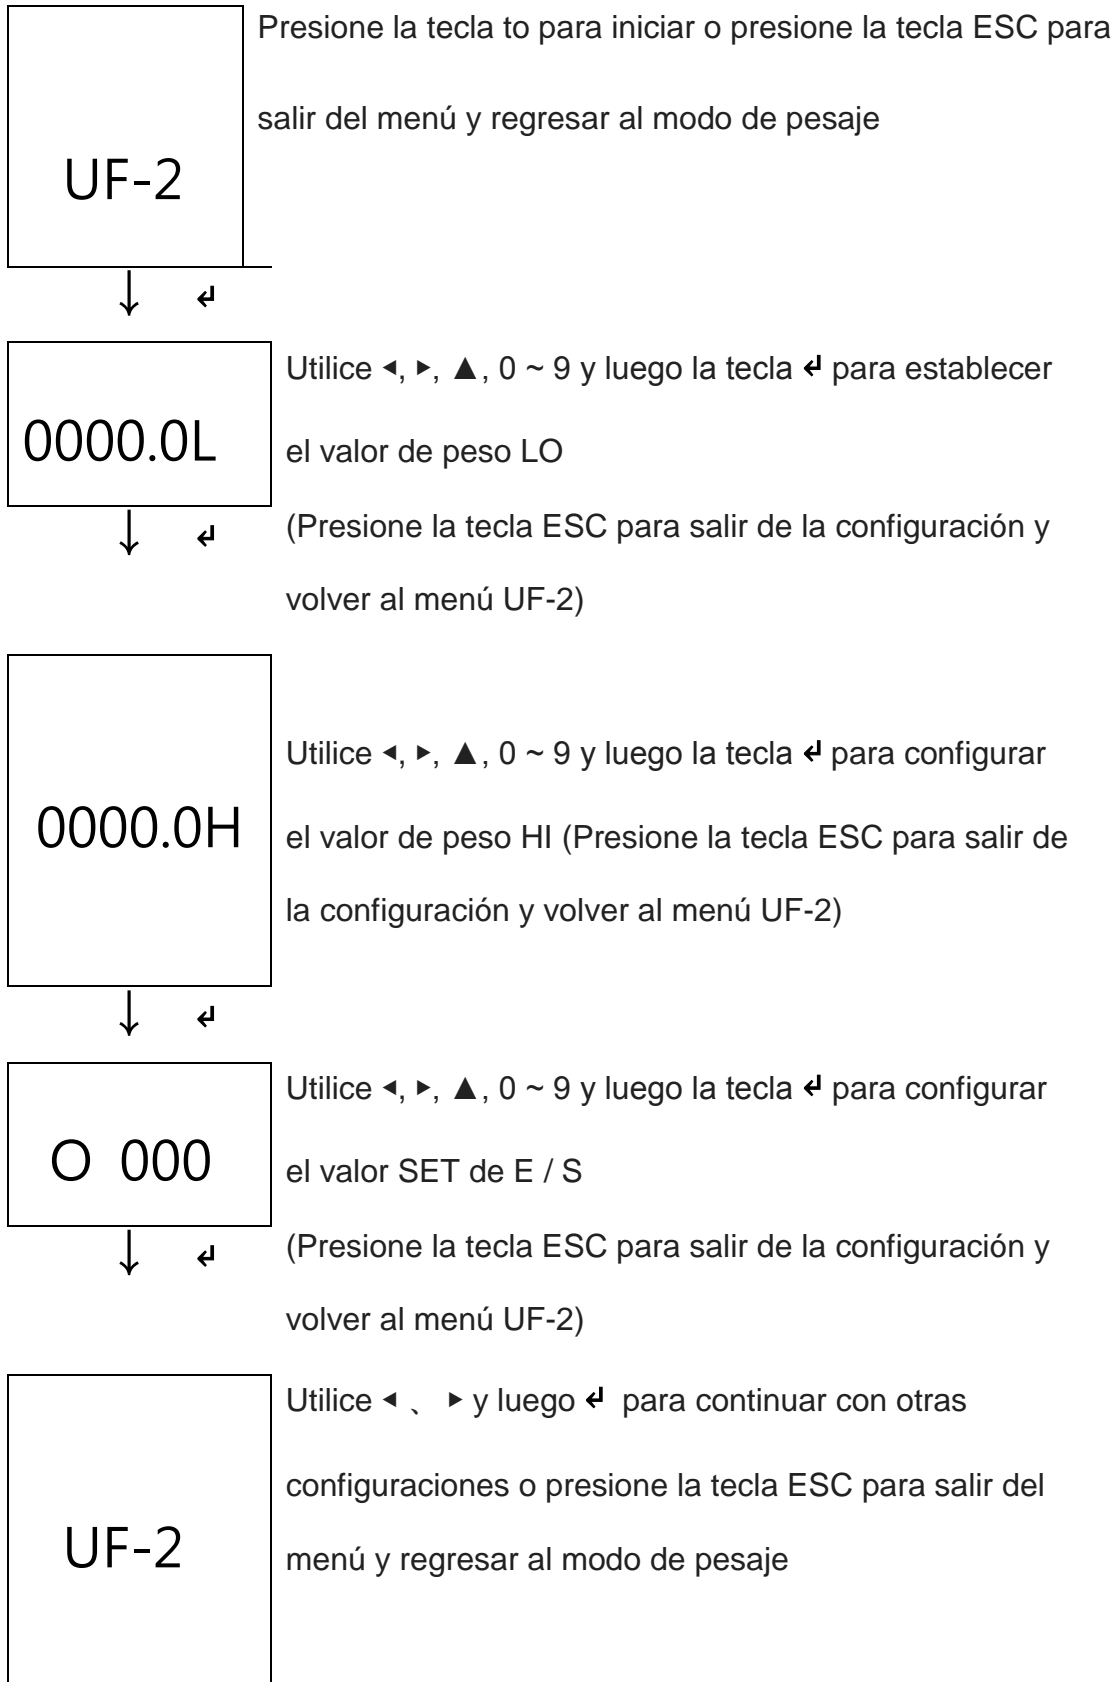 Presione la tecla to para iniciar o presione la tecla ESC para
salir del menú y regresar al modo de pesaje
UF-2
↓ ↲
Utilice ◄, ►, ▲, 0 ~ 9 y luego la tecla ↲ para establecer
0000.0L
el valor de peso LO
↓ ↲
(Presione la tecla ESC para salir de la configuración y
volver al menú UF-2)
Utilice ◄, ►, ▲, 0 ~ 9 y luego la tecla ↲ para configurar
0000.0H
el valor de peso HI (Presione la tecla ESC para salir de
la configuración y volver al menú UF-2)
↓ ↲
Utilice ◄, ►, ▲, 0 ~ 9 y luego la tecla ↲ para configurar
O 000
el valor SET de E / S
↓ ↲
(Presione la tecla ESC para salir de la configuración y
volver al menú UF-2)
Utilice ◄ 、 ► y luego ↲ para continuar con otras
configuraciones o presione la tecla ESC para salir del
UF-2
menú y regresar al modo de pesaje